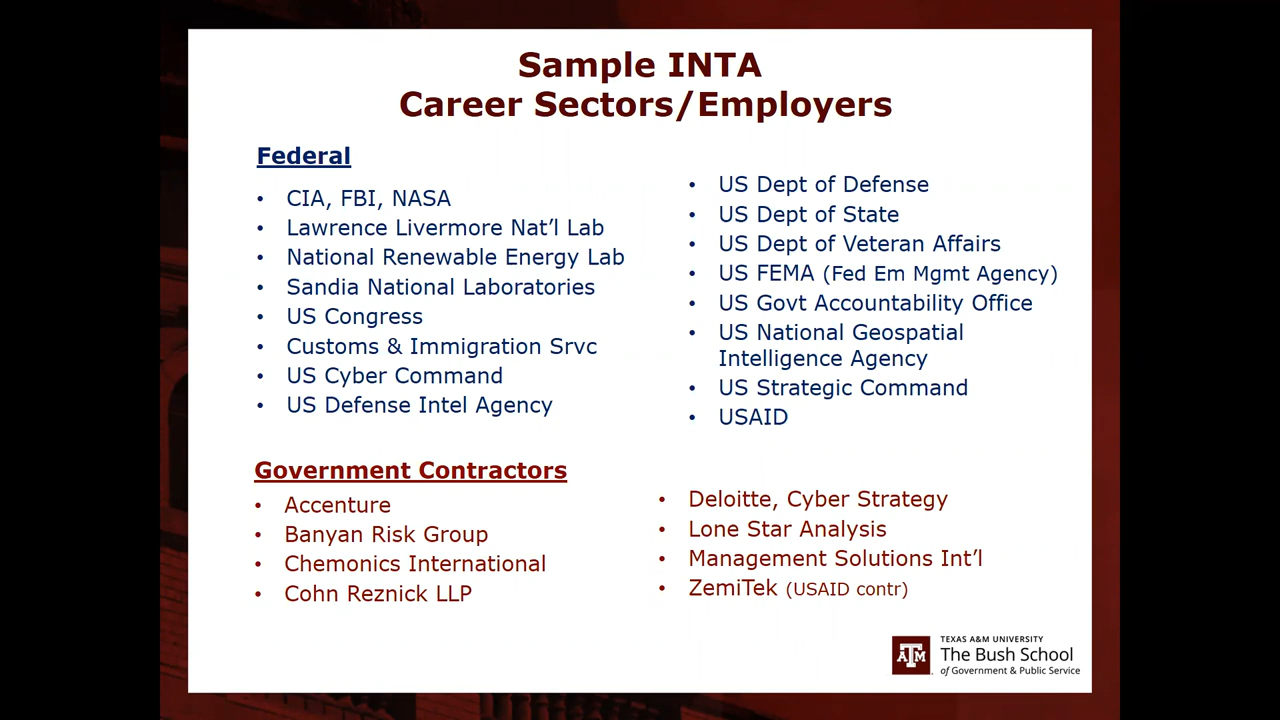 Sample INTA
Career Sectors/Employers
Federal
• CIA, FBI, NASA
• Lawrence Livermore Nat’l Lab
• National Renewable Energy Lab
• Sandia National Laboratories
• US Congress
• Customs & Immigration Srvc
• US Cyber Command
• US Defense Intel Agency
• US Dept of Defense
• US Dept of State
• US Dept of Veteran Affairs
• US FEMA (Fed Em Mgmt Agency)
• US Govt Accountability Office
• US National Geospatial
Intelligence Agency
• US Strategic Command
• USAID
Government Contractors
• Accenture
• Banyan Risk Group
• Chemonics International
• Cohn Reznick LLP
• Deloitte, Cyber Strategy
• Lone Star Analysis
• Management Solutions Int’l
• ZemiTek (USAID contr)
ATM
TEXAS A&M UNIVERSITY
The Bush School
of Government & Public Service